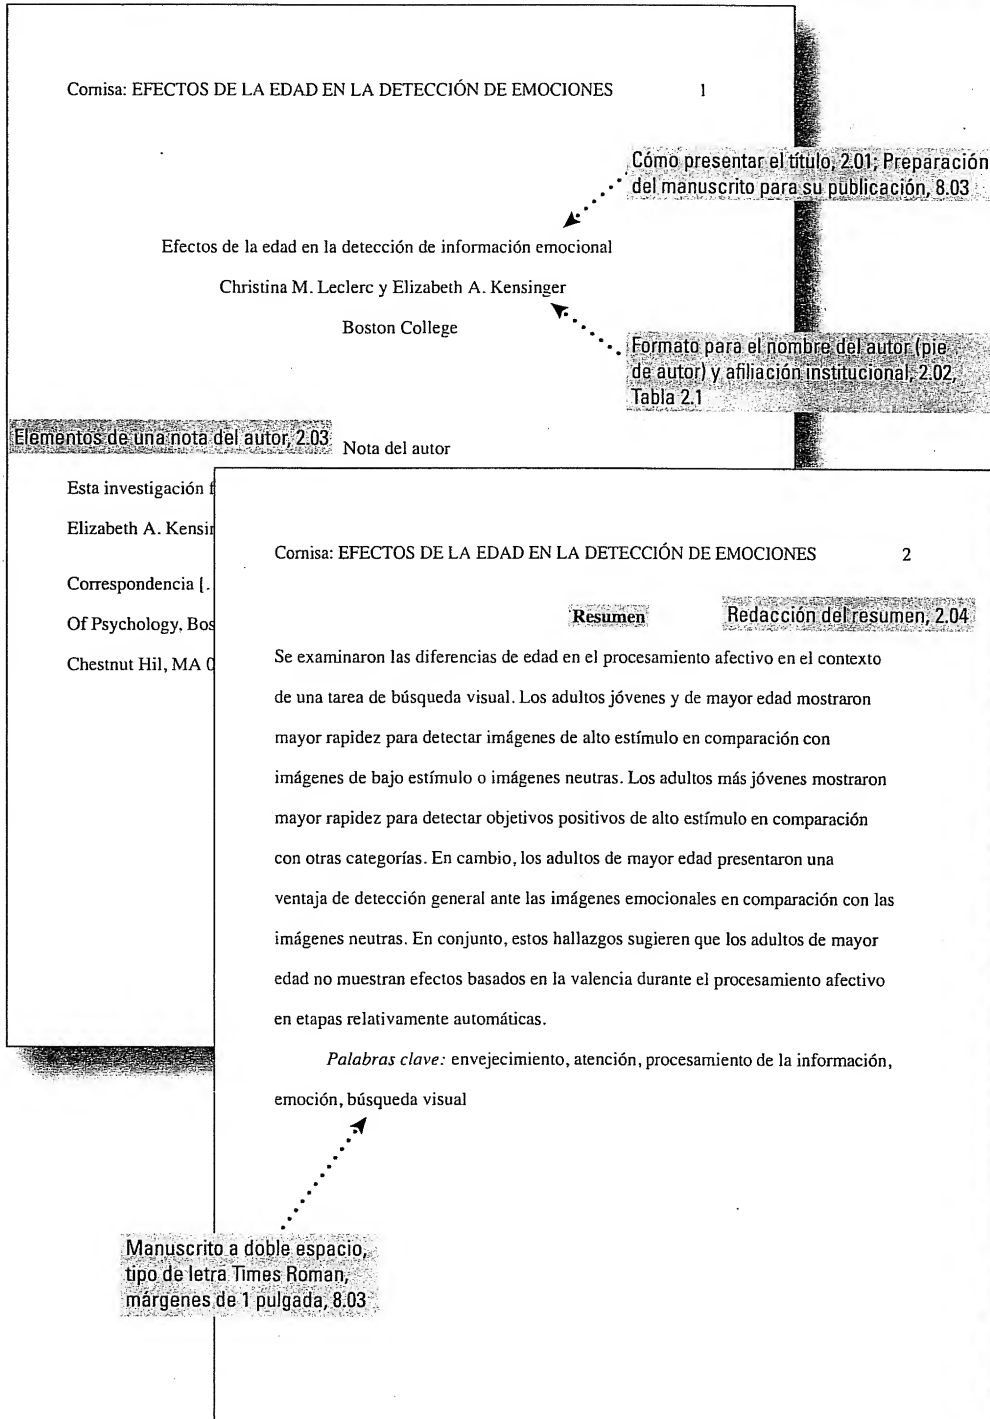 Cornisa: EFECTOS DE LA EDAD EN LA DETECCIÓN DE EMOCIONES 1
Cómo presentar el título, 2.01; Preparación
del manuscrito para su publicación, 8.03
Efectos de la edad en la detección de información emocional
Christina M. Leclerc y Elizabeth A. Kensinger
Boston College
Formato para el nombre del autor (pie
de autor) y afiliación institucional, 2.02,
Tabla 2.1
Elementos de una nota del autor, 2.03
Nota del autor
Esta investigación f
Elizabeth A. Kensin
Correspondencia [.
Of Psychology, Bos
Chestnut Hil, MA 0
Cornisa: EFECTOS DE LA EDAD EN LA DETECCIÓN DE EMOCIONES 2
Resumen
Redacción del resumen, 2.04
Se examinaron las diferencias de edad en el procesamiento afectivo en el contexto
de una tarea de búsqueda visual. Los adultos jóvenes y de mayor edad mostraron
mayor rapidez para detectar imágenes de alto estímulo en comparación con
imágenes de bajo estímulo o imágenes neutras. Los adultos más jóvenes mostraron
mayor rapidez para detectar objetivos positivos de alto estímulo en comparación
con otras categorías. En cambio, los adultos de mayor edad presentaron una
ventaja de detección general ante las imágenes emocionales en comparación con las
imágenes neutras. En conjunto, estos hallazgos sugieren que los adultos de mayor
edad no muestran efectos basados en la valencia durante el procesamiento afectivo
en etapas relativamente automáticas.
Palabras clave: envejecimiento, atención, procesamiento de la información,
emoción, búsqueda visual
Manuscrito a doble espacio,
tipo de letra Times Roman,
márgenes de 1 pulgada, 8.03